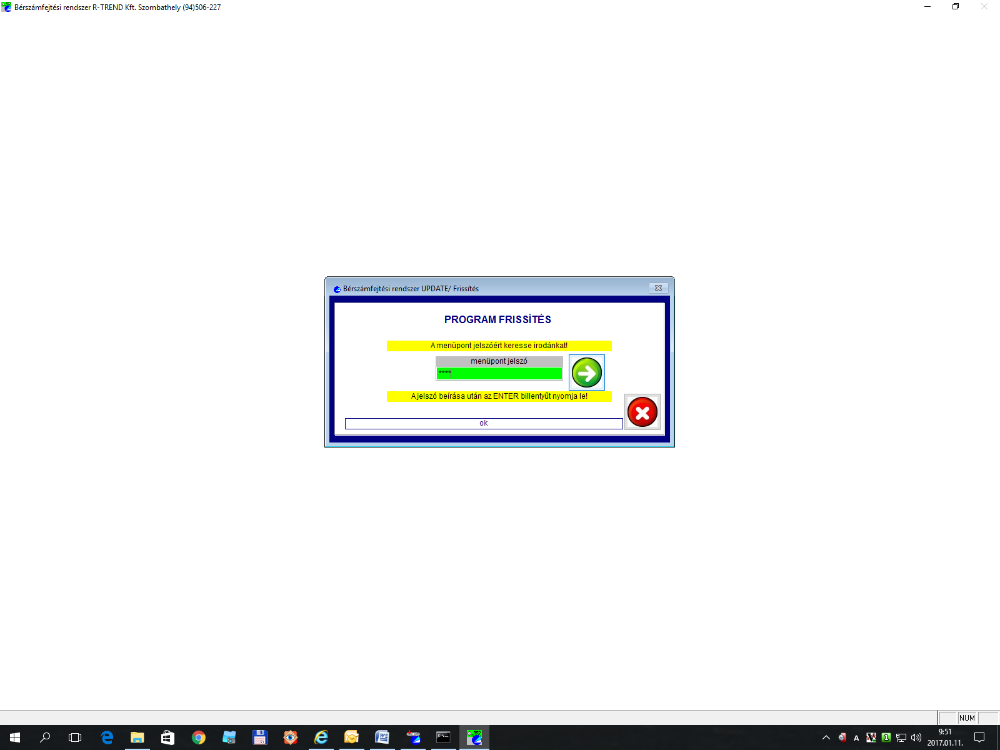 Bérszámfejtési rendszer R-TREND Kft. Szombathely (94)506-227
Bérszámfejtési rendszer UPDATE/ Frissítés
PROGRAM FRISSÍTÉS
A menüpont jelszóért keresse irodánkat!
menüpont jelszó
****
A jelszó beírása után az ENTER billentyűt nyomja le!
ok
NUM
9:51
2017.01.11.